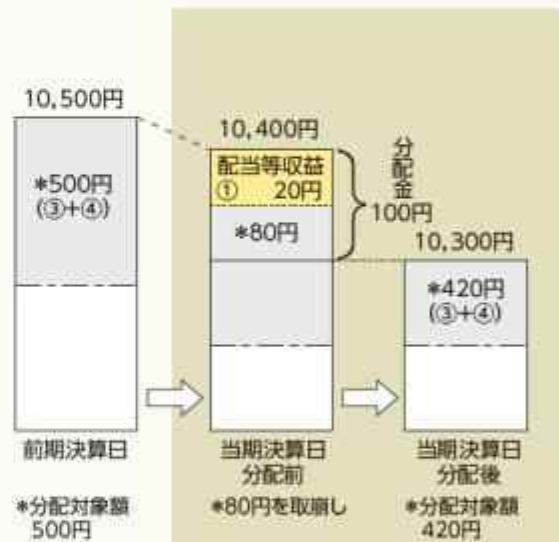 10,500円
*500円
(③+④)
前期決算日
*分配対象額
500円
10,400円
配当等収益
① 20円
*80円
分配金
100円
当期決算日
分配前
*80円を取崩し
10,300円
*420円
(③+④)
当期決算日
分配後
*分配対象額
420円